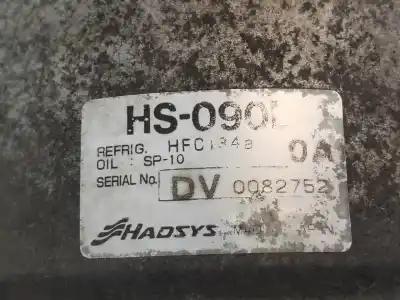 HS-090L
REFRIG. HFC134a 0A
OIL : SP-10
SERIAL No. DV 0082752
HADSYS